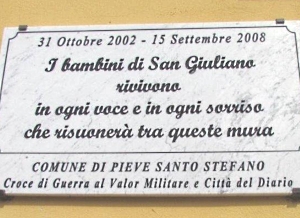 31 Ottobre 2002 - 15 Settembre 2008
I bambini di San Giuliano
rivivono
in ogni voce e in ogni sorriso
che risuonerà tra queste mura
COMUNE DI PIEVE SANTO STEFANO
Croce di Guerra al Valor Militare e Città del Diario